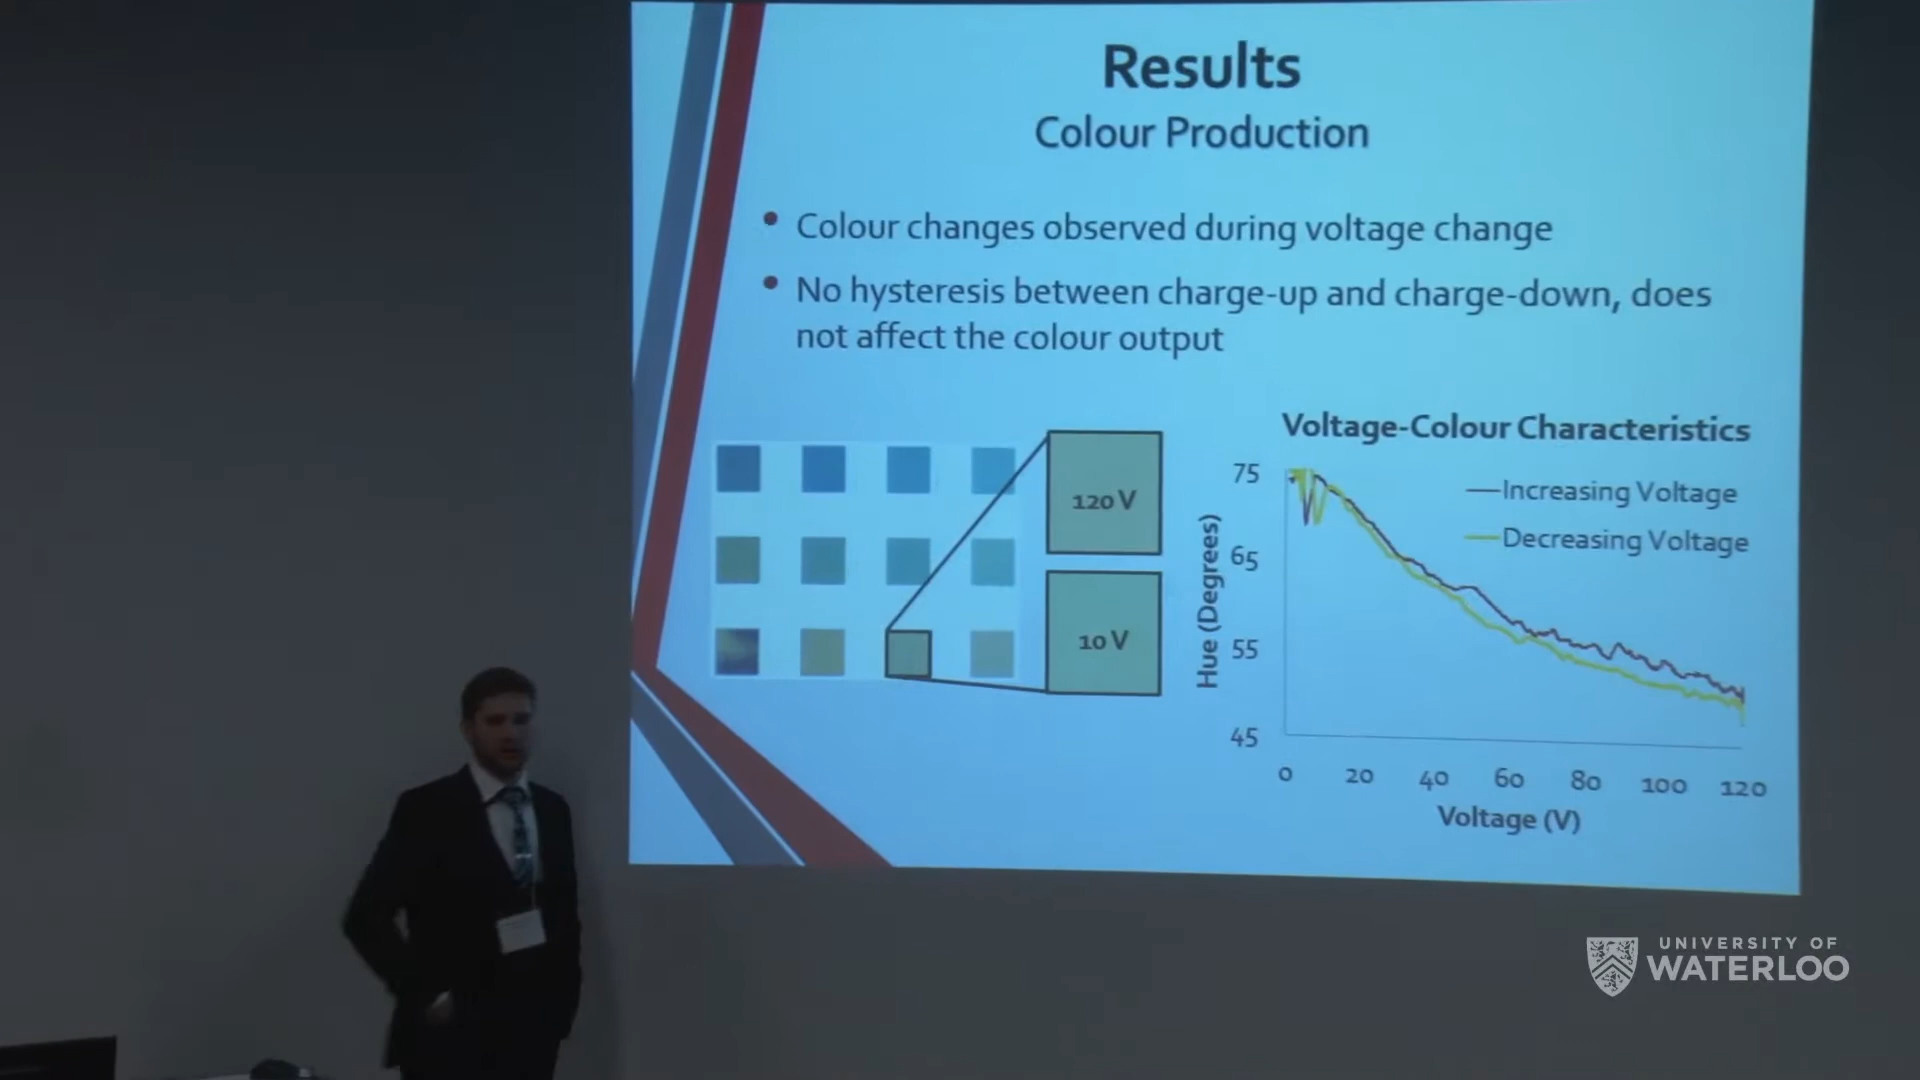 Results
Colour Production
• Colour changes observed during voltage change
• No hysteresis between charge-up and charge-down, does
not affect the colour output
120 V
10 V
Voltage-Colour Characteristics
Increasing Voltage
Decreasing Voltage
Hue (Degrees)
75
65
55
45
0 20 40 60 80 100 120
Voltage (V)
UNIVERSITY OF
WATERLOO